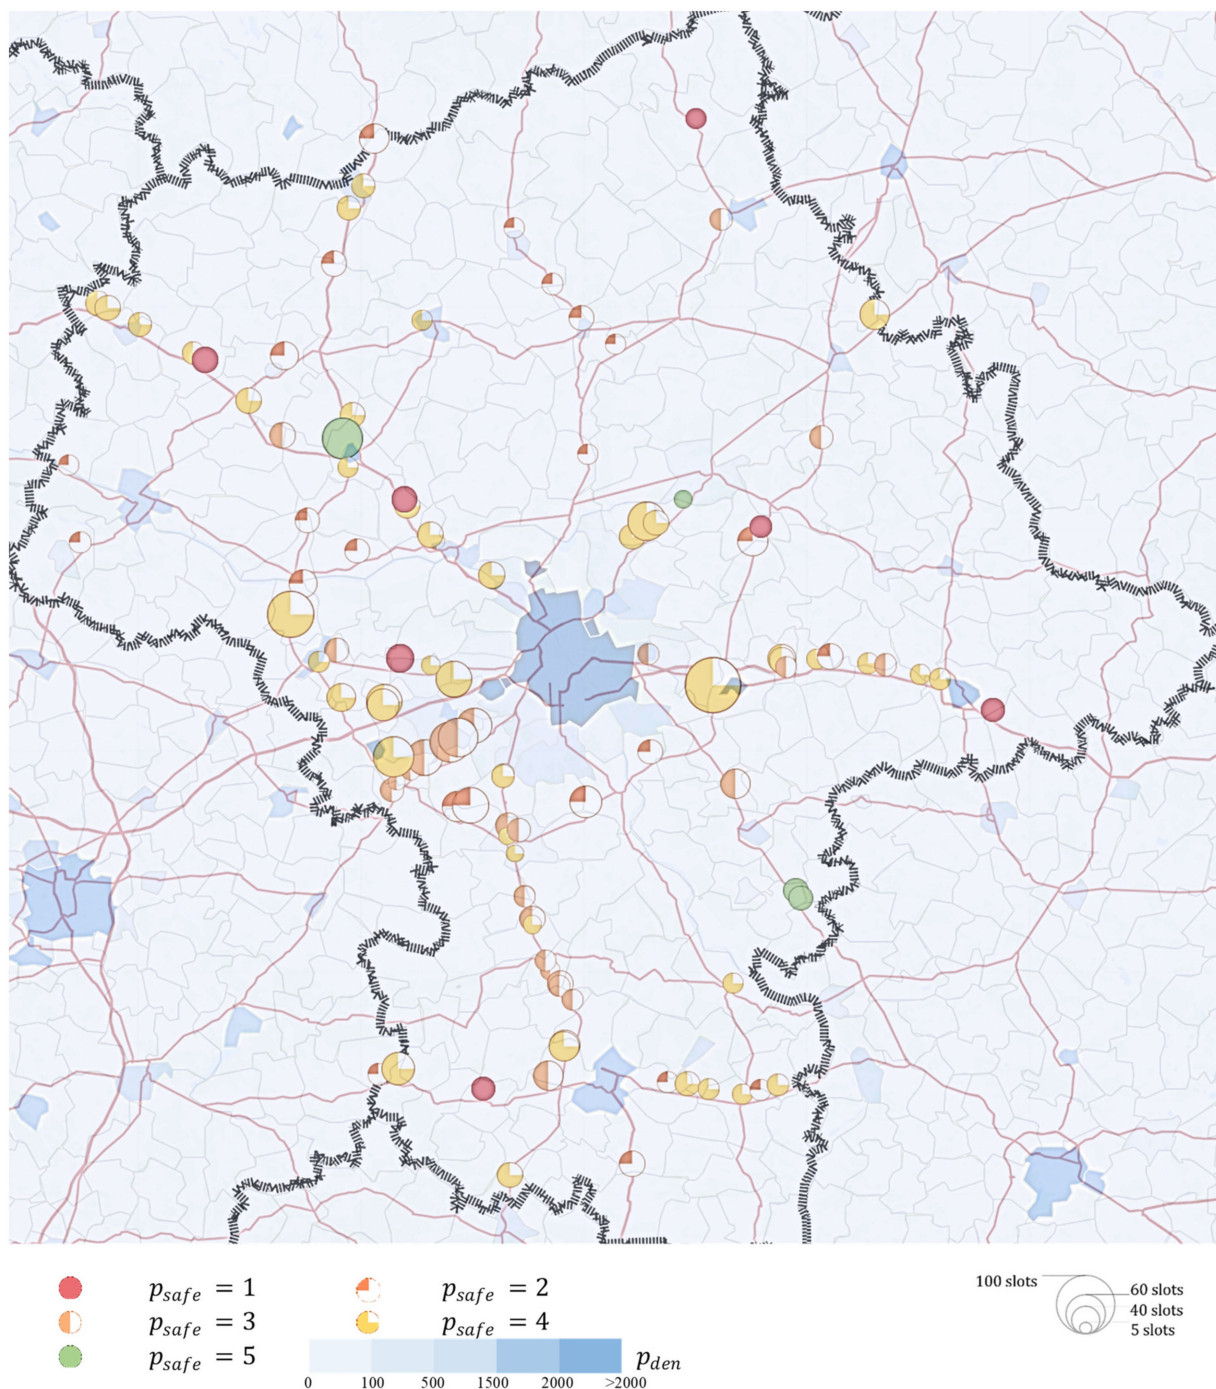 p_safe = 1
p_safe = 2
100 slots
60 slots
p_safe = 3
p_safe = 4
40 slots
5 slots
p_safe = 5
p_den
0 100 500 1500 2000 >2000